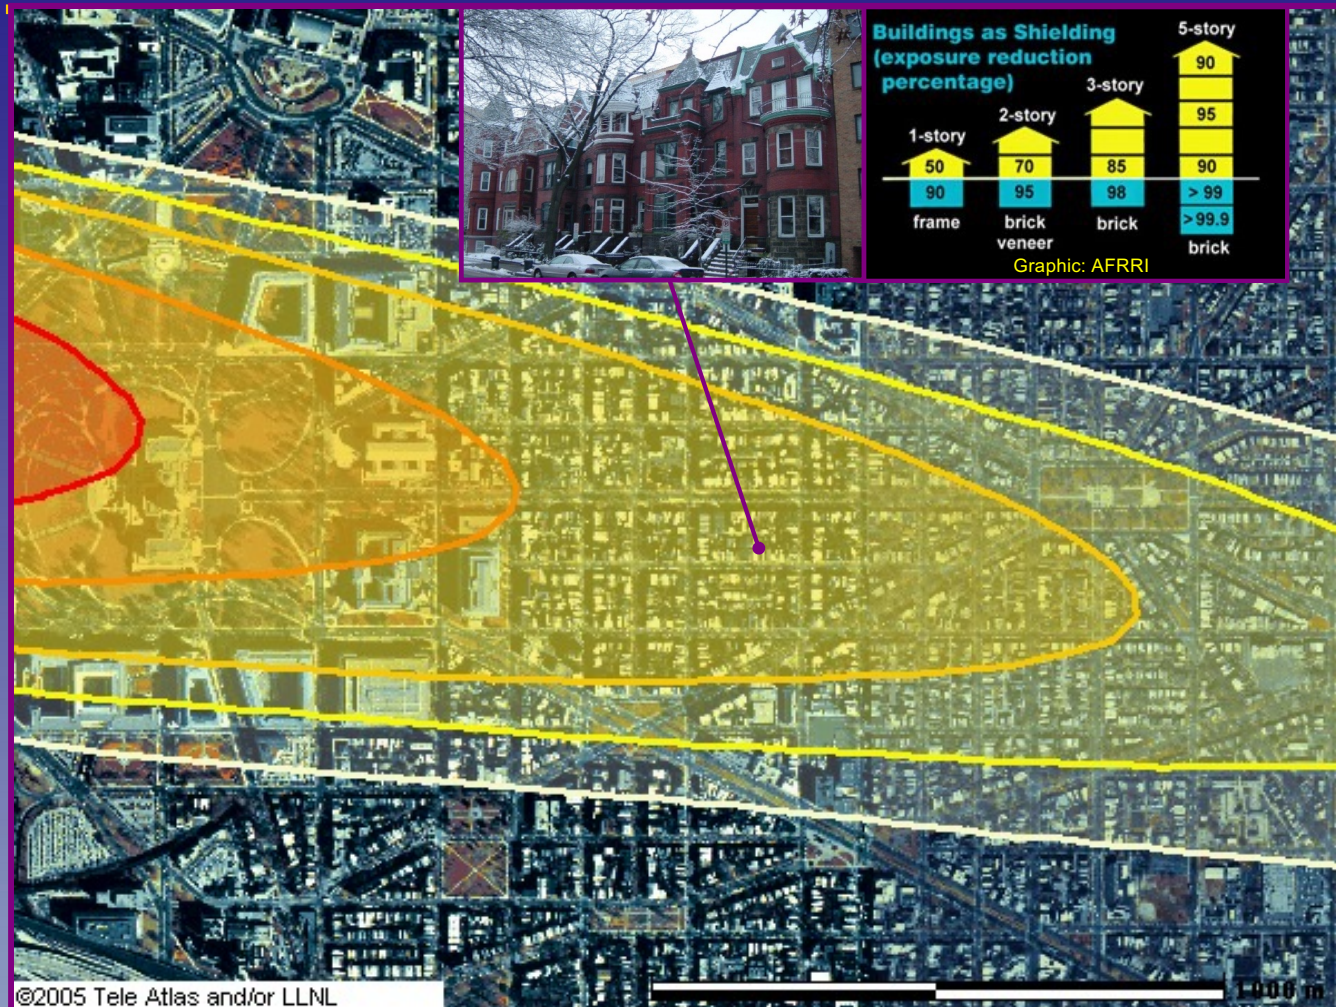 Buildings as Shielding
(exposure reduction
percentage)
1-story
50
90
frame
2-story
70
95
brick
veneer
3-story
85
98
brick
5-story
90
95
90
> 99
>99.9
brick
Graphic: AFRRI
©2005 Tele Atlas and/or LLNL
1000 m